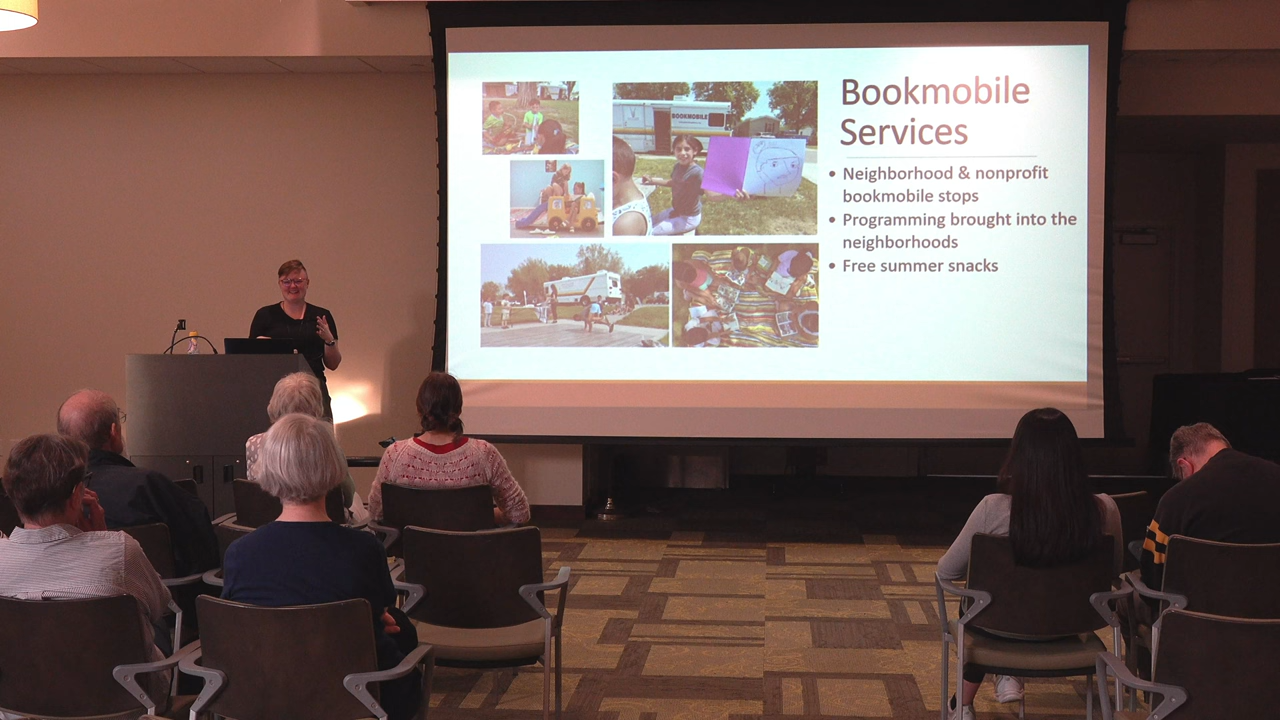 BOOKMOBILE
Bookmobile
Services
• Neighborhood & nonprofit
bookmobile stops
• Programming brought into the
neighborhoods
• Free summer snacks